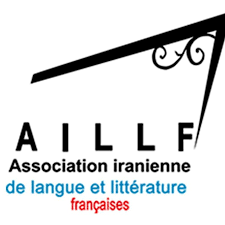 AILLF
Association iranienne
de langue et littérature
françaises